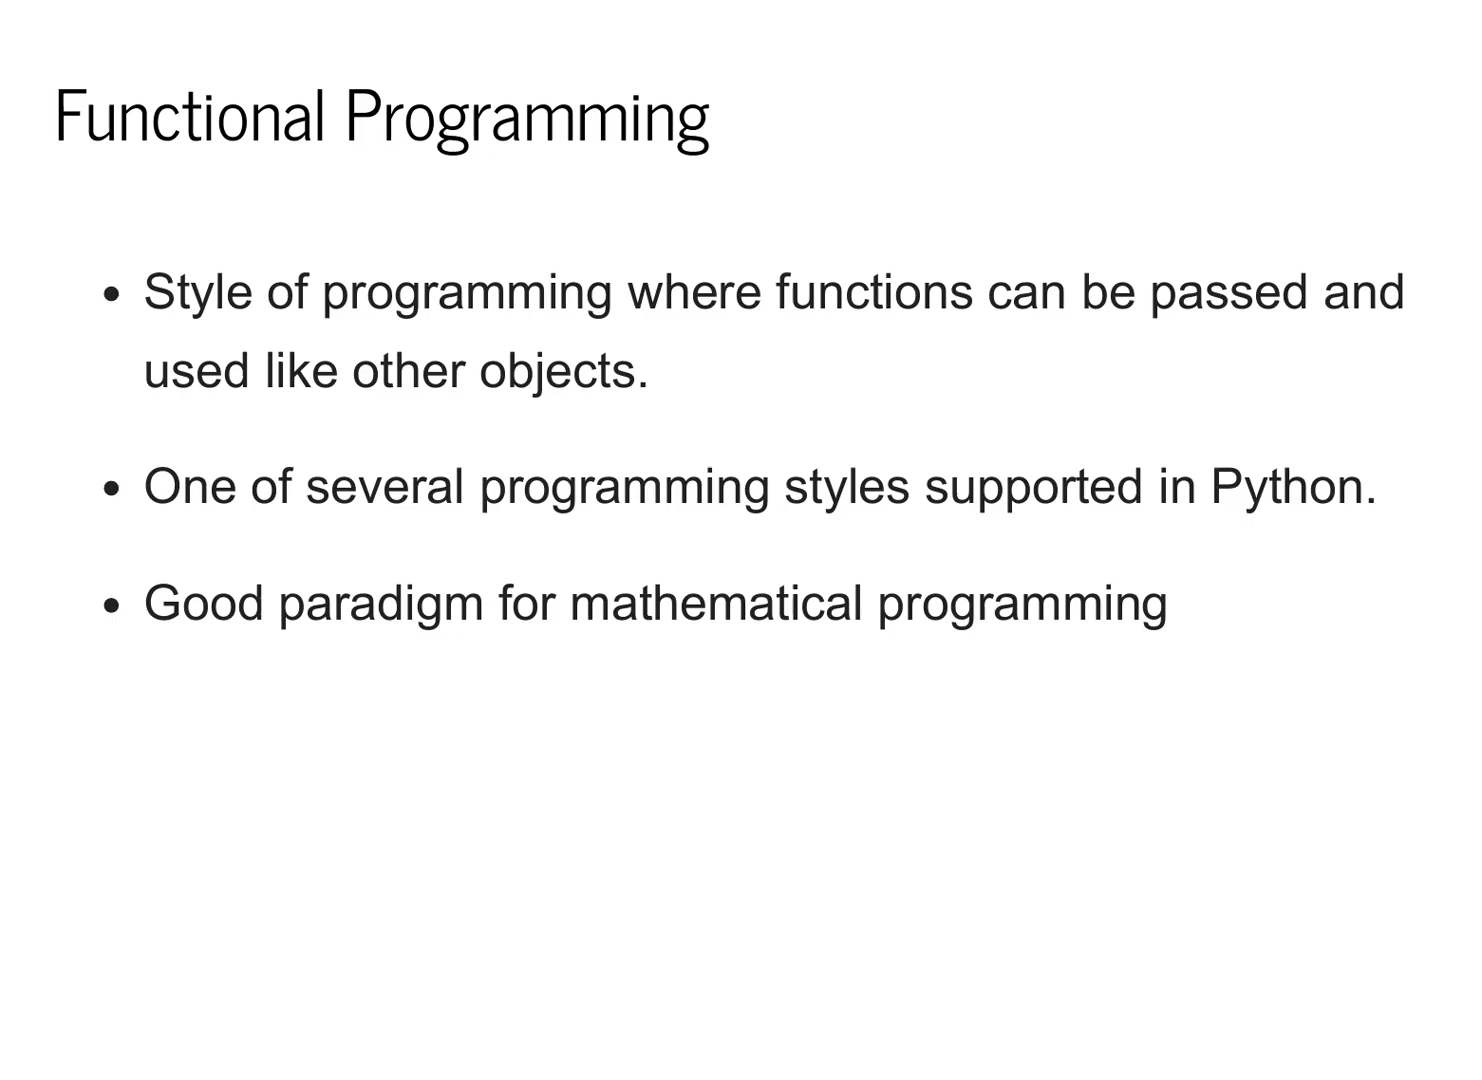 Functional Programming
• Style of programming where functions can be passed and
used like other objects.
• One of several programming styles supported in Python.
• Good paradigm for mathematical programming